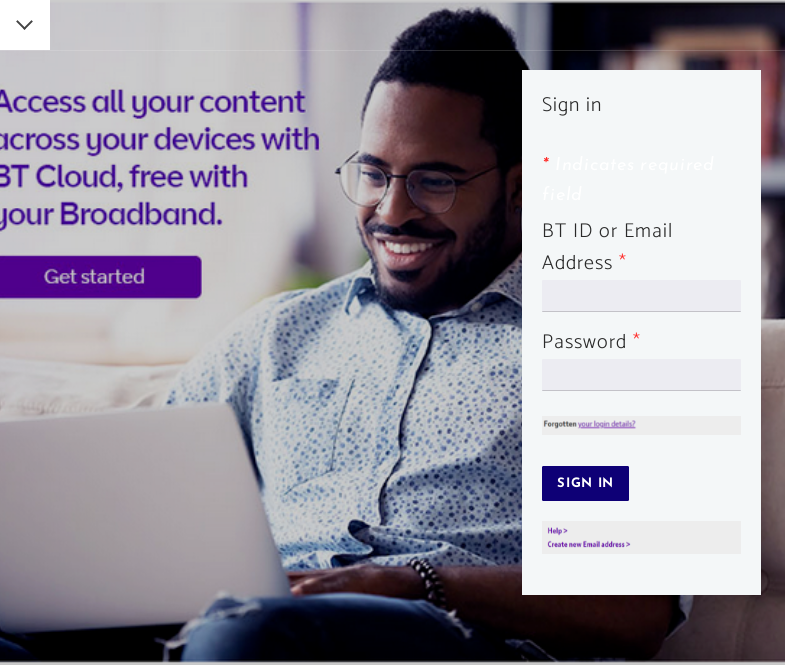 Access all your content
across your devices with
BT Cloud, free with
your Broadband.
Get started
Sign in
* Indicates required
field
BT ID or Email
Address *
Password *
Forgotten your login details?
SIGN IN
Help >
Create new Email address >